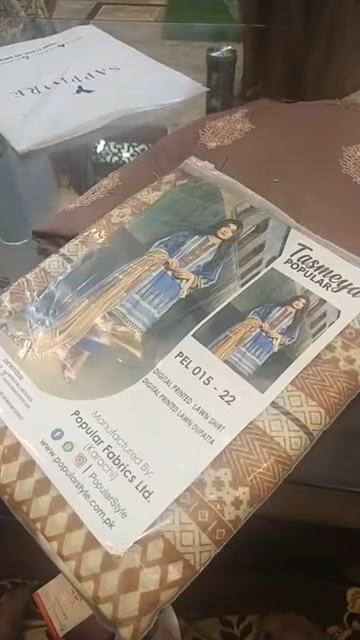 SAPPHIRE
Tasmeya
POPULAR
PEL 015 - 22
DIGITAL PRINTED LAWN SHIRT
DIGITAL PRINTED LAWN DUPATTA
Manufactured By:
Popular Fabrics Ltd.
(Karachi)
| PopularStyle
www.popularstyle.com.pk